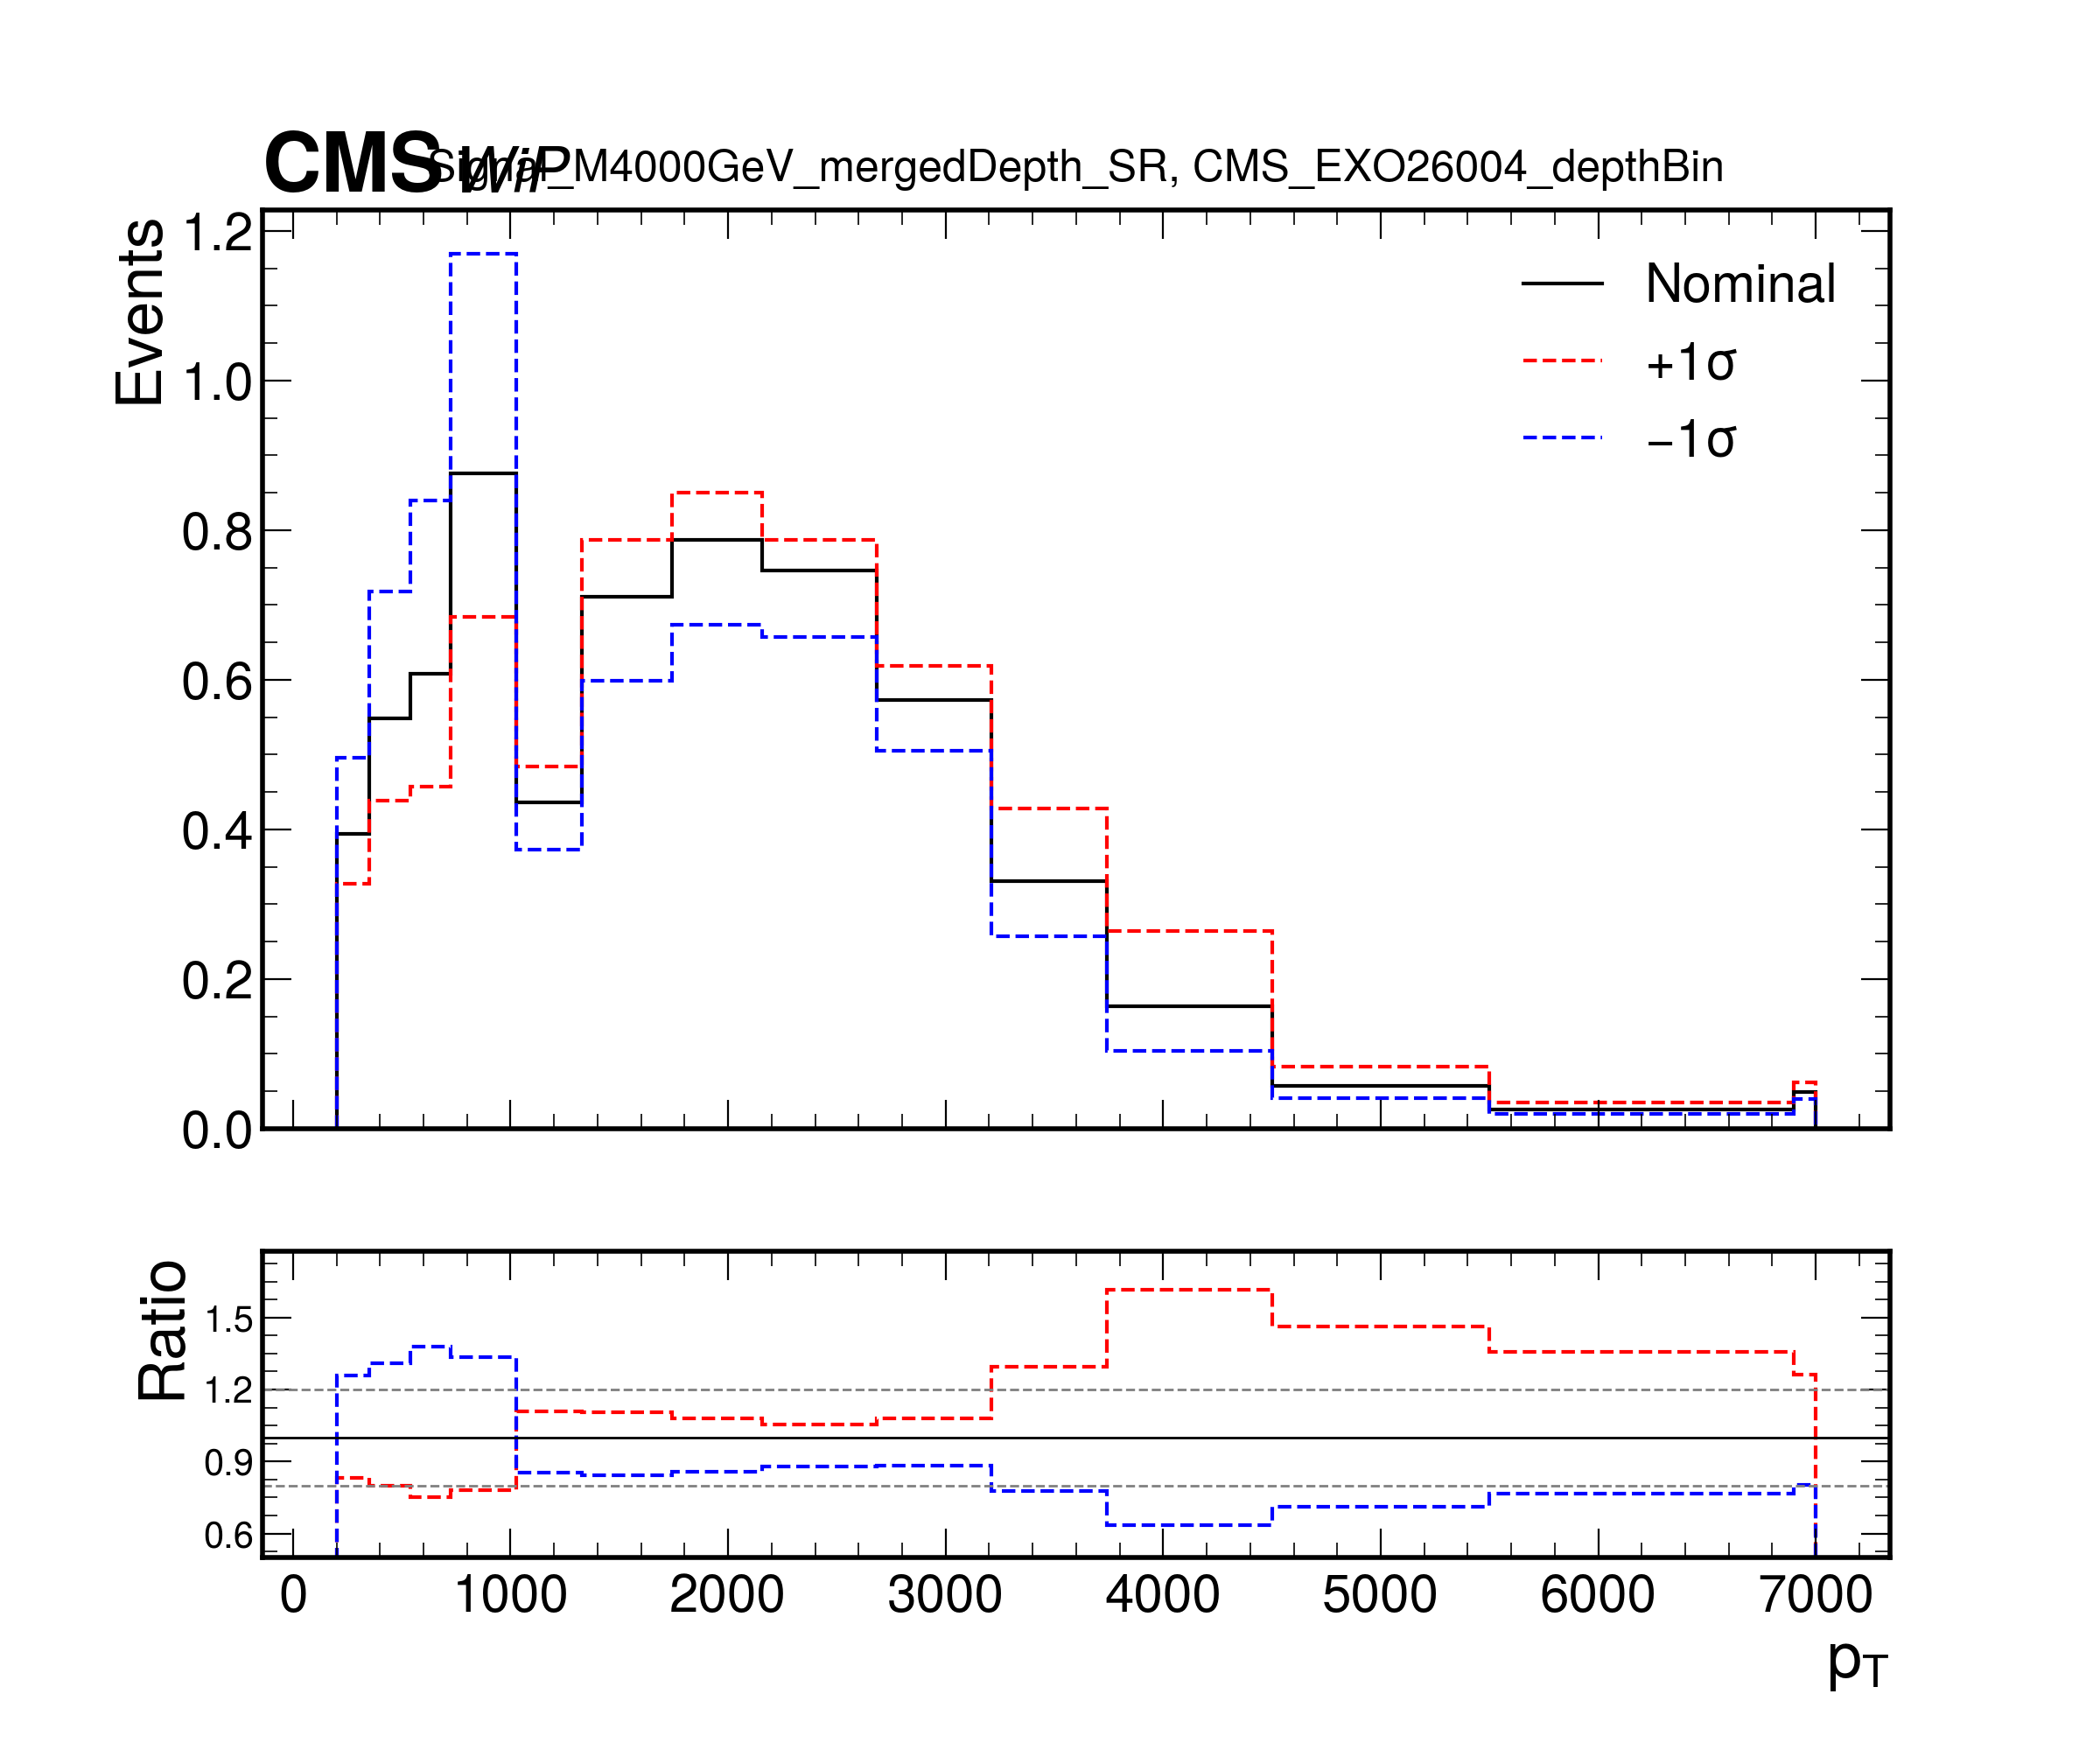 CMS WiP Signal_M4000GeV_mergedDepth_SR, CMS_EXO26004_depthBin
Events
1.2
1.0
0.8
0.6
0.4
0.2
0.0
Nominal
+1σ
−1σ
Ratio
1.5
1.2
0.9
0.6
0 1000 2000 3000 4000 5000 6000 7000
pT